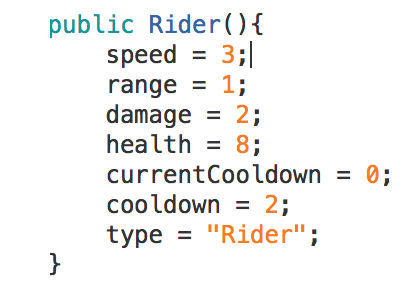 public Rider(){
speed = 3;
range = 1;
damage = 2;
health = 8;
currentCooldown = 0;
cooldown = 2;
type = "Rider";
}